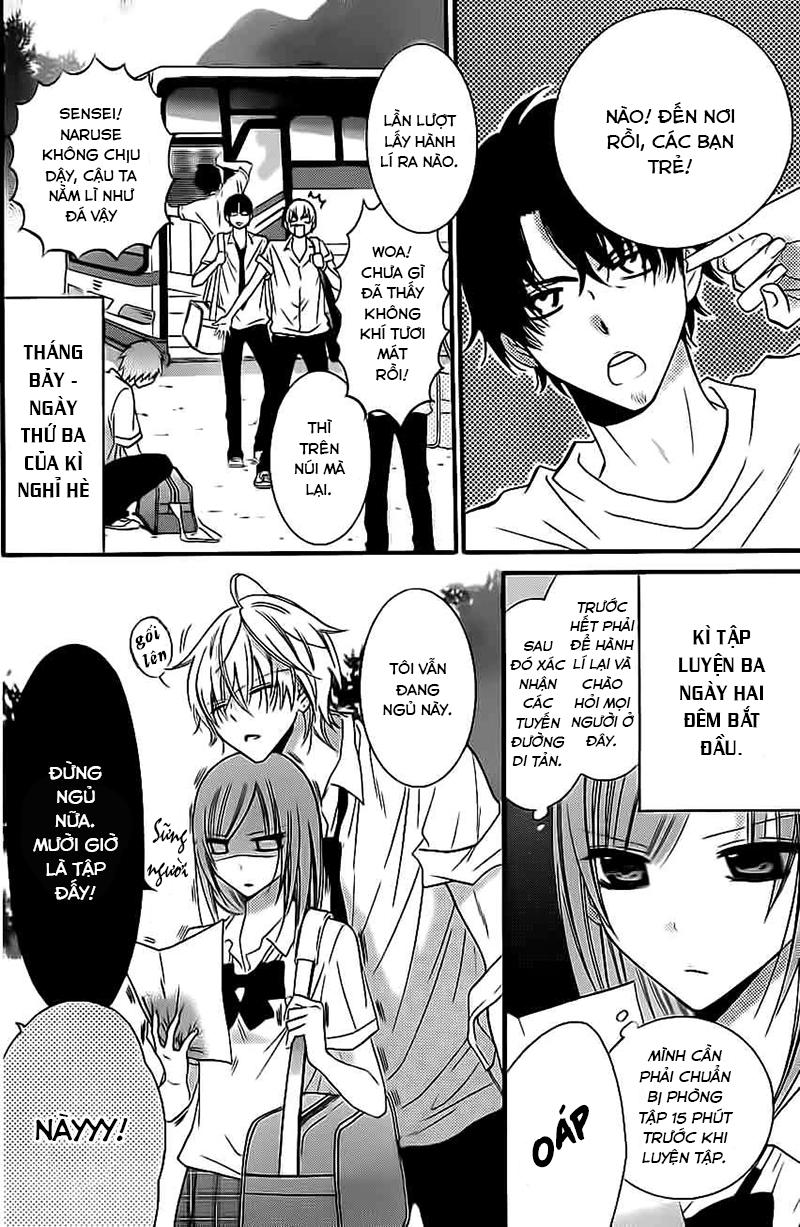 NÀO! ĐẾN NƠI
RỒI, CÁC BẠN
TRẺ!
LẦN LƯỢT
LẤY HÀNH
LÍ RA NÀO.
SENSEI!
NARUSE
KHÔNG CHỊU
DẬY, CẬU TA
NẰM LÌ NHƯ
ĐÁ VẬY
WOA!
CHƯA GÌ
ĐÃ THẤY
KHÔNG
KHÍ TƯƠI
MÁT
RỒI!
THÌ
TRÊN
NÚI MÀ
LẠI.
THÁNG
BẢY -
NGÀY
THỨ BA
CỦA KÌ
NGHỈ HÈ
KÌ TẬP
LUYỆN BA
NGÀY HAI
ĐÊM BẮT
ĐẦU.
TRƯỚC
HẾT PHẢI
ĐỂ HÀNH
LÍ LẠI VÀ
CHÀO
HỎI MỌI
NGƯỜI Ở
ĐÂY.
SAU
ĐÓ XÁC
NHẬN
CÁC
TUYẾN
ĐƯỜNG
DI TẢN.
MÌNH CẦN
PHẢI CHUẨN
BỊ PHÒNG
TẬP 15 PHÚT
TRƯỚC KHI
LUYỆN TẬP.
OÁP
TÔI VẪN
ĐANG
NGỦ NÀY.
gối
lên
Sững
người
ĐỪNG
NGỦ
NỮA.
MƯỜI GIỜ
LÀ TẬP
ĐẤY!
NÀYYY!